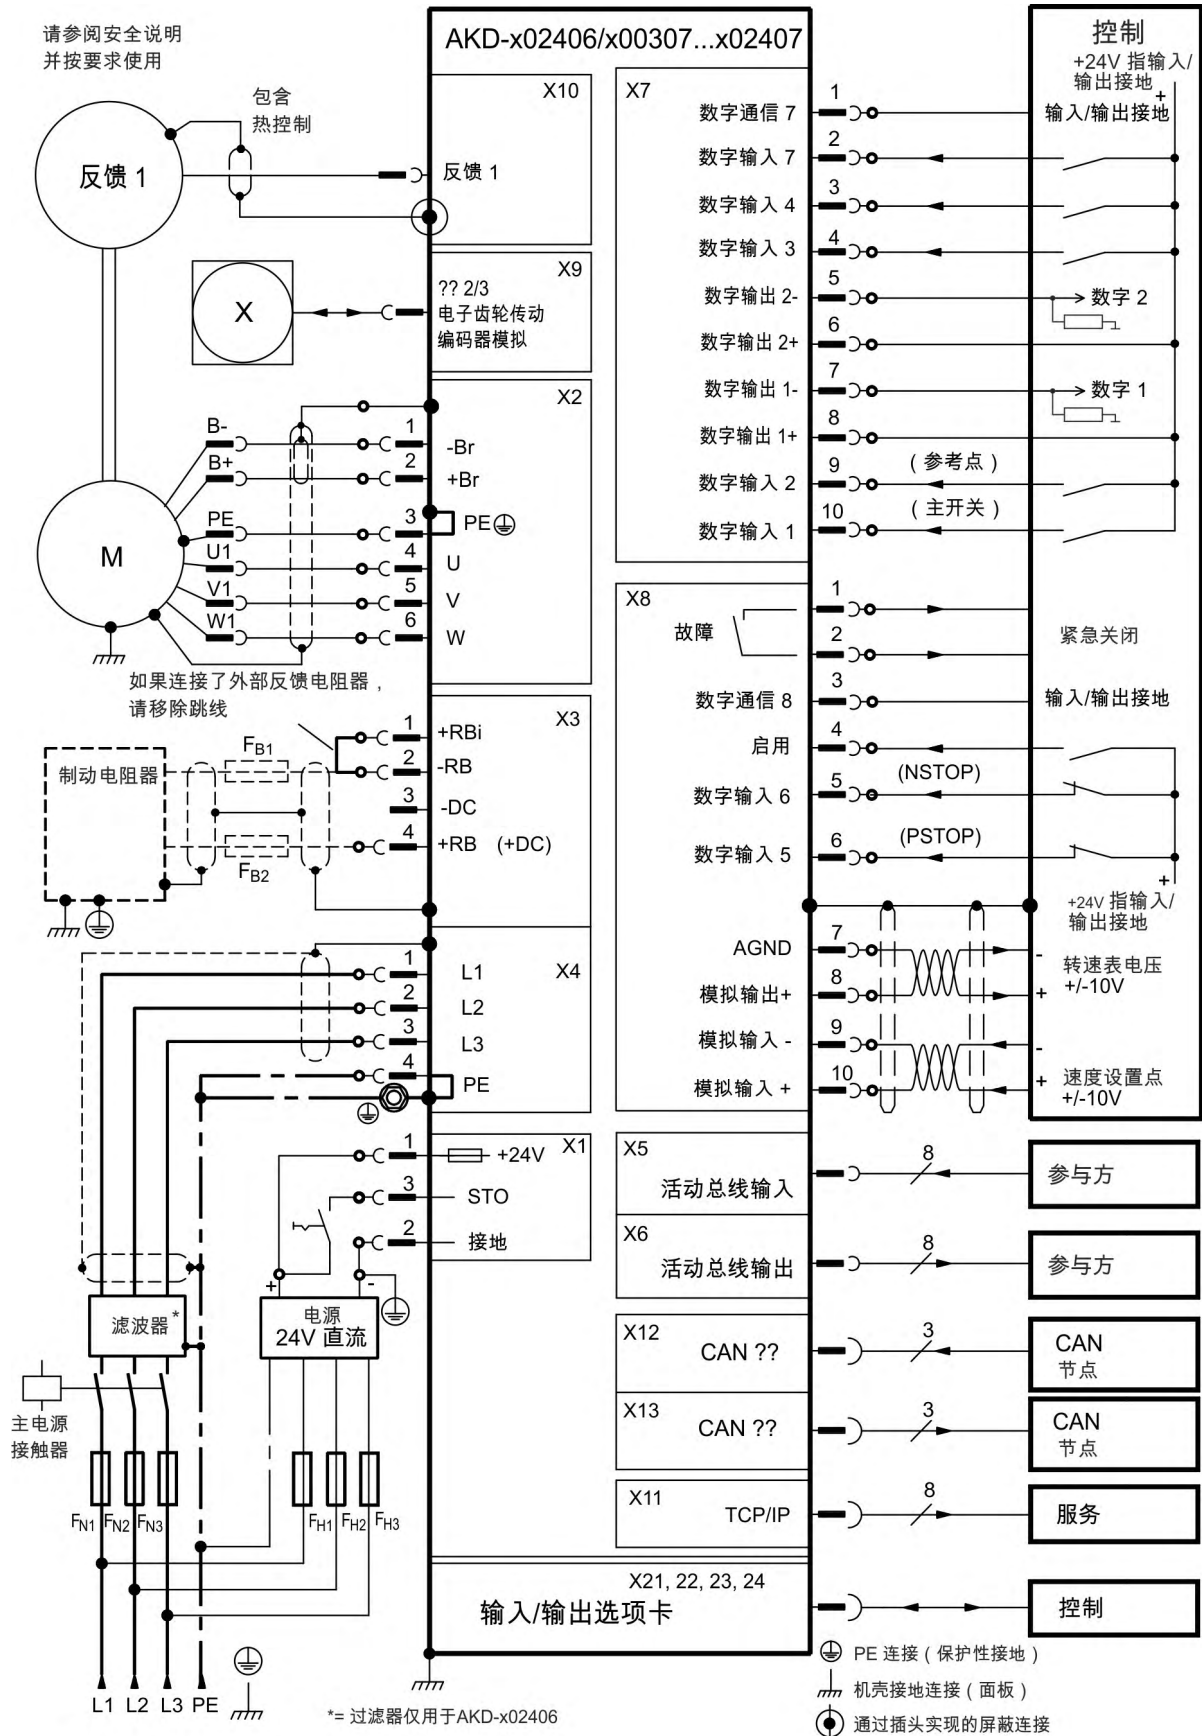 请参阅安全说明
并按要求使用
AKD-x02406/x00307...x02407
控制
+24V 指输入/
输出接地
+
包含
热控制
反馈 1
X10
反馈 1
X
X9
?? 2/3
电子齿轮传动
编码器模拟
X2
B- 1 -Br
B+ 2 +Br
PE 3 PE
M
U1 4 U
V1 5 V
W1 6 W
如果连接了外部反馈电阻器，
请移除跳线
X3
制动电阻器
FB1
FB2
1 +RBi
2 -RB
3 -DC
4 +RB (+DC)
X4
1 L1
2 L2
3 L3
4 PE
X1
1 +24V
3 STO
2 接地
+ -
电源
24V 直流
滤波器*
主电源
接触器
FN1 FN2 FN3
FH1 FH2 FH3
L1 L2 L3 PE
*= 过滤器仅用于AKD-x02406
X7
数字通信 7 1 输入/输出接地
数字输入 7 2
数字输入 4 3
数字输入 3 4
数字输出 2- 5 数字 2
数字输出 2+ 6
数字输出 1- 7 数字 1
数字输出 1+ 8
数字输入 2 9 (参考点)
数字输入 1 10 (主开关)
X8
故障 1
2
紧急关闭
数字通信 8 3 输入/输出接地
启用 4
数字输入 6 5 (NSTOP)
数字输入 5 6 (PSTOP)
+
+24V 指输入/
输出接地
AGND 7 -
转速表电压
+/-10V
模拟输出+ 8 +
模拟输入 - 9 -
模拟输入 + 10 + 速度设置点
+/-10V
X5
活动总线输入 8 参与方
X6
活动总线输出 8 参与方
X12
CAN ?? 3 CAN
节点
X13
CAN ?? 3 CAN
节点
X11
TCP/IP 8 服务
X21, 22, 23, 24
输入/输出选项卡 控制
PE 连接 (保护性接地)
机壳接地连接 (面板)
通过插头实现的屏蔽连接